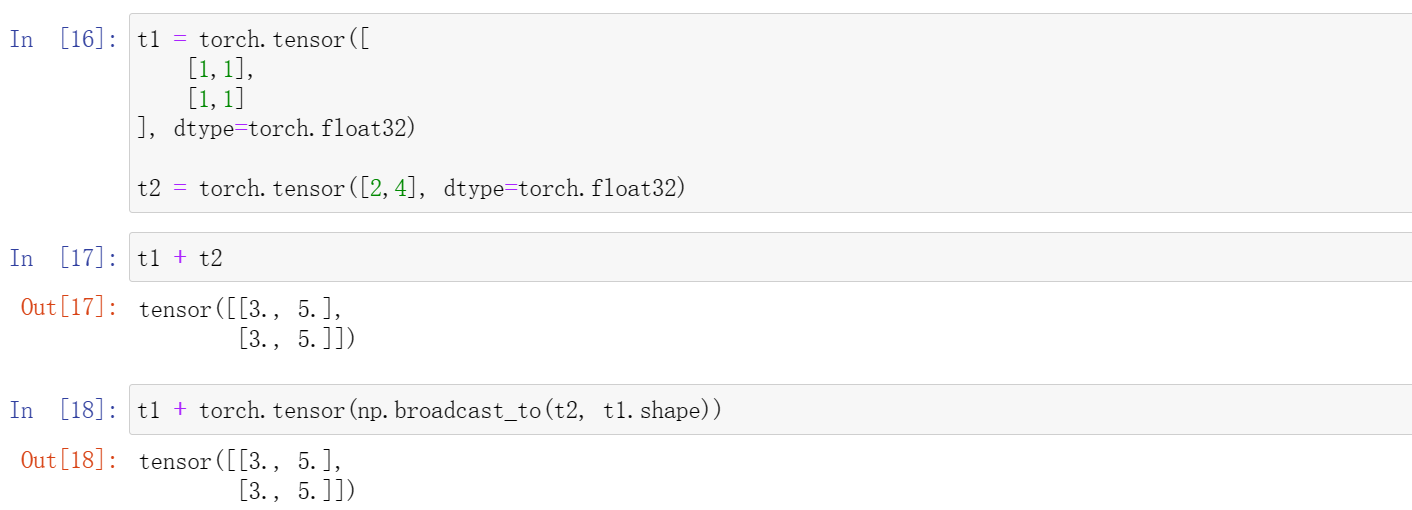 In [16]: t1 = torch.tensor([
    [1,1],
    [1,1]
], dtype=torch.float32)
t2 = torch.tensor([2,4], dtype=torch.float32)
In [17]: t1 + t2
Out[17]: tensor([[3., 5.],
        [3., 5.]])
In [18]: t1 + torch.tensor(np.broadcast_to(t2, t1.shape))
Out[18]: tensor([[3., 5.],
        [3., 5.]])